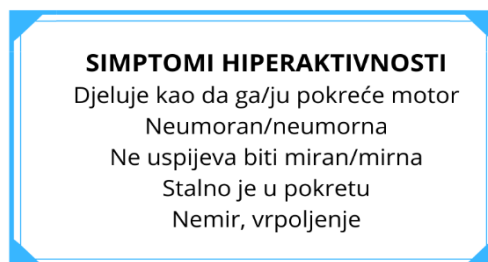 SIMPTOMI HIPERAKTIVNOSTI
Djeluje kao da ga/ju pokreće motor
Neumoran/neumorna
Ne uspijeva biti miran/mirna
Stalno je u pokretu
Nemir, vrpoljenje